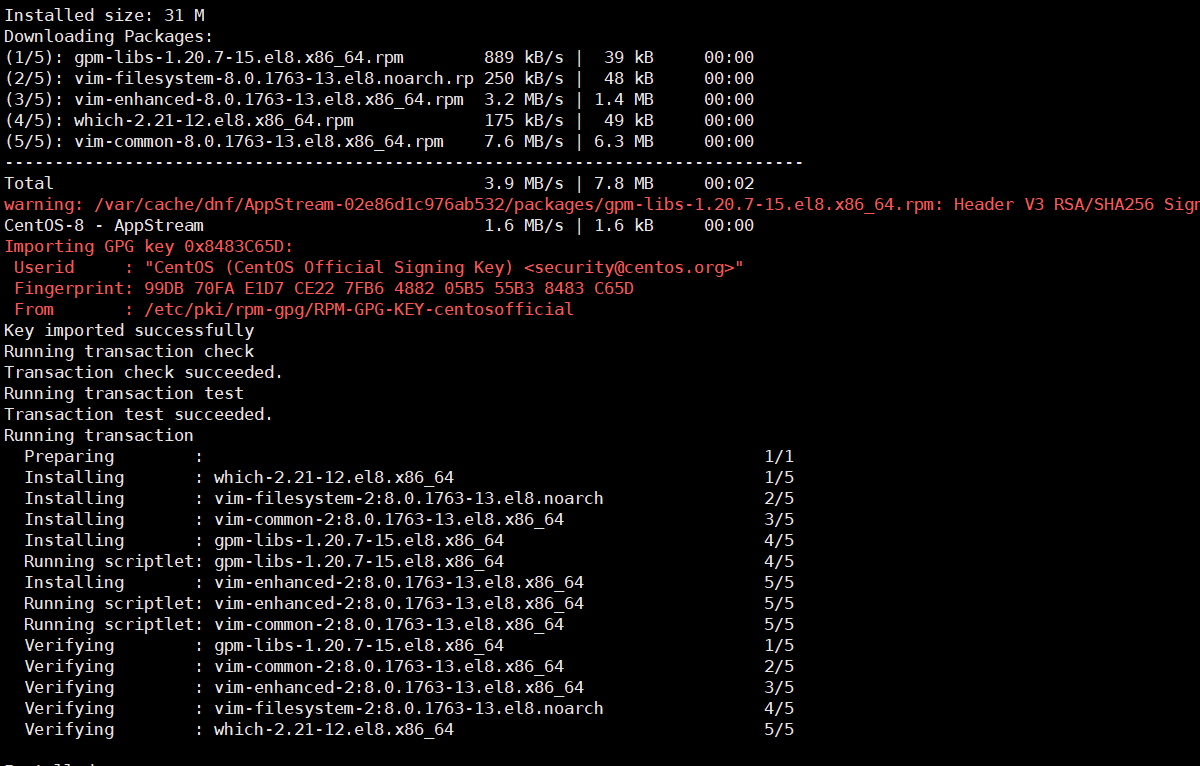 Installed size: 31 M
Downloading Packages:
(1/5): gpm-libs-1.20.7-15.el8.x86_64.rpm        889 kB/s |  39 kB     00:00
(2/5): vim-filesystem-8.0.1763-13.el8.noarch.rp 250 kB/s |  48 kB     00:00
(3/5): vim-enhanced-8.0.1763-13.el8.x86_64.rpm  3.2 MB/s | 1.4 MB     00:00
(4/5): which-2.21-12.el8.x86_64.rpm             175 kB/s |  49 kB     00:00
(5/5): vim-common-8.0.1763-13.el8.x86_64.rpm    7.6 MB/s | 6.3 MB     00:00
--------------------------------------------------------------------------------
Total                                           3.9 MB/s | 7.8 MB     00:02
warning: /var/cache/dnf/AppStream-02e86d1c976ab532/packages/gpm-libs-1.20.7-15.el8.x86_64.rpm: Header V3 RSA/SHA256 Sign
CentOS-8 - AppStream                            1.6 MB/s | 1.6 kB     00:00
Importing GPG key 0x8483C65D:
 Userid     : "CentOS (CentOS Official Signing Key) <security@centos.org>"
 Fingerprint: 99DB 70FA E1D7 CE22 7FB6 4882 05B5 55B3 8483 C65D
 From       : /etc/pki/rpm-gpg/RPM-GPG-KEY-centosofficial
Key imported successfully
Running transaction check
Transaction check succeeded.
Running transaction test
Transaction test succeeded.
Running transaction
  Preparing        :                                                        1/1
  Installing       : which-2.21-12.el8.x86_64                               1/5
  Installing       : vim-filesystem-2:8.0.1763-13.el8.noarch                2/5
  Installing       : vim-common-2:8.0.1763-13.el8.x86_64                    3/5
  Installing       : gpm-libs-1.20.7-15.el8.x86_64                          4/5
  Running scriptlet: gpm-libs-1.20.7-15.el8.x86_64                          4/5
  Installing       : vim-enhanced-2:8.0.1763-13.el8.x86_64                  5/5
  Running scriptlet: vim-enhanced-2:8.0.1763-13.el8.x86_64                  5/5
  Running scriptlet: vim-common-2:8.0.1763-13.el8.x86_64                    5/5
  Verifying        : gpm-libs-1.20.7-15.el8.x86_64                          1/5
  Verifying        : vim-common-2:8.0.1763-13.el8.x86_64                    2/5
  Verifying        : vim-enhanced-2:8.0.1763-13.el8.x86_64                  3/5
  Verifying        : vim-filesystem-2:8.0.1763-13.el8.noarch                4/5
  Verifying        : which-2.21-12.el8.x86_64                               5/5